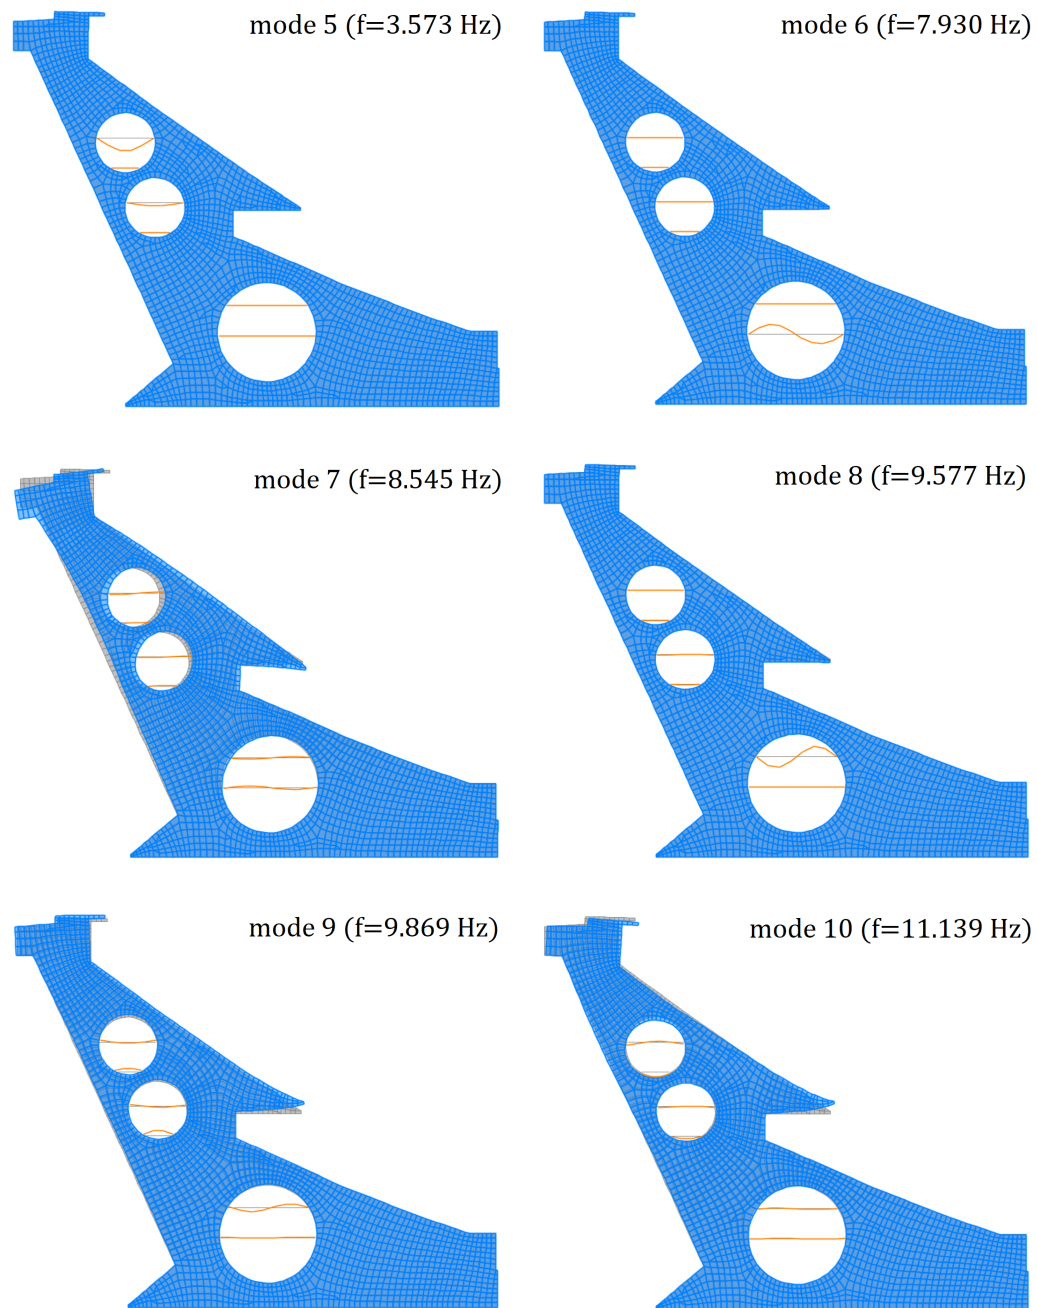 mode 5 (f=3.573 Hz)
mode 6 (f=7.930 Hz)
mode 7 (f=8.545 Hz)
mode 8 (f=9.577 Hz)
mode 9 (f=9.869 Hz)
mode 10 (f=11.139 Hz)